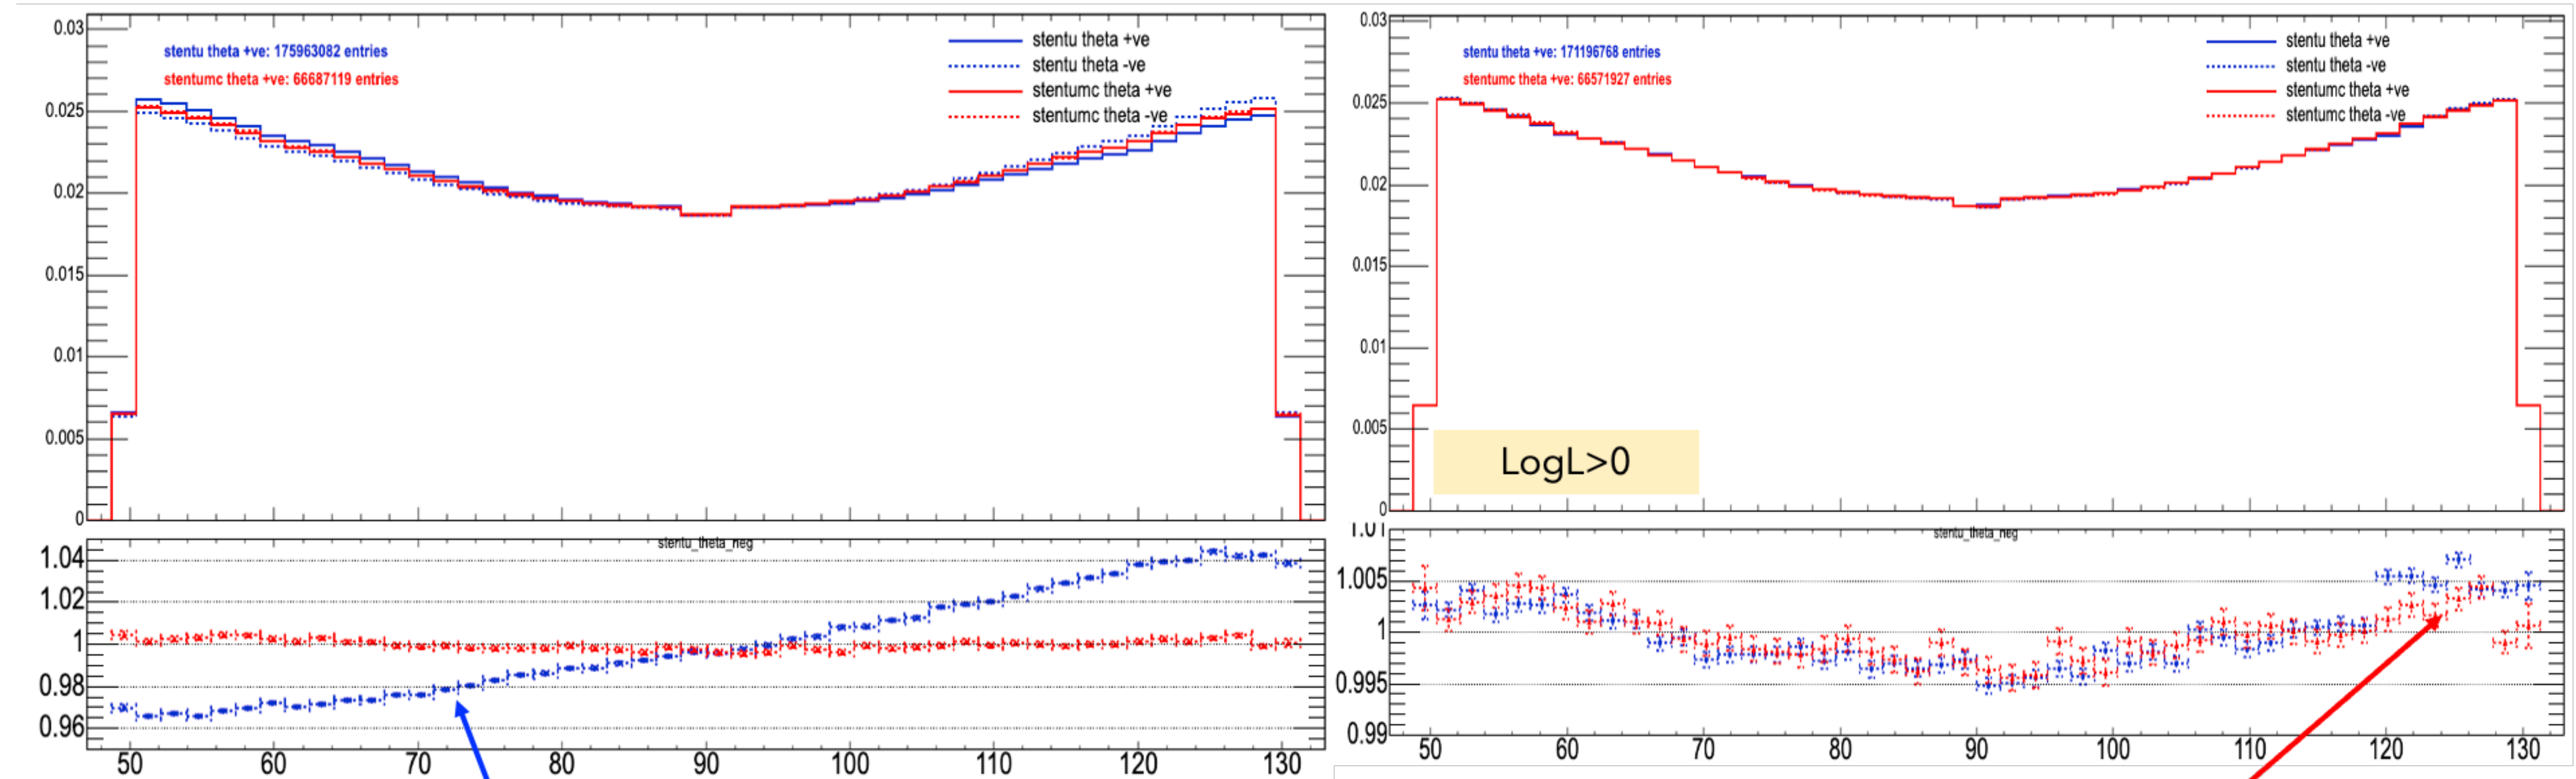 0.03
0.025
0.02
0.015
0.01
0.005
0
stentu theta +ve: 175963082 entries
stentumc theta +ve: 66687119 entries
stentu theta +ve
stentu theta -ve
stentumc theta +ve
stentumc theta -ve
stentu_theta_neg
1.04
1.02
1
0.98
0.96
50 60 70 80 90 100 110 120 130
0.03
0.025
0.02
0.015
0.01
0.005
0
stentu theta +ve: 171196768 entries
stentumc theta +ve: 66571927 entries
stentu theta +ve
stentu theta -ve
stentumc theta +ve
stentumc theta -ve
LogL>0
stentu_theta_neg
1.01
1.005
1
0.995
0.99
50 60 70 80 90 100 110 120 130